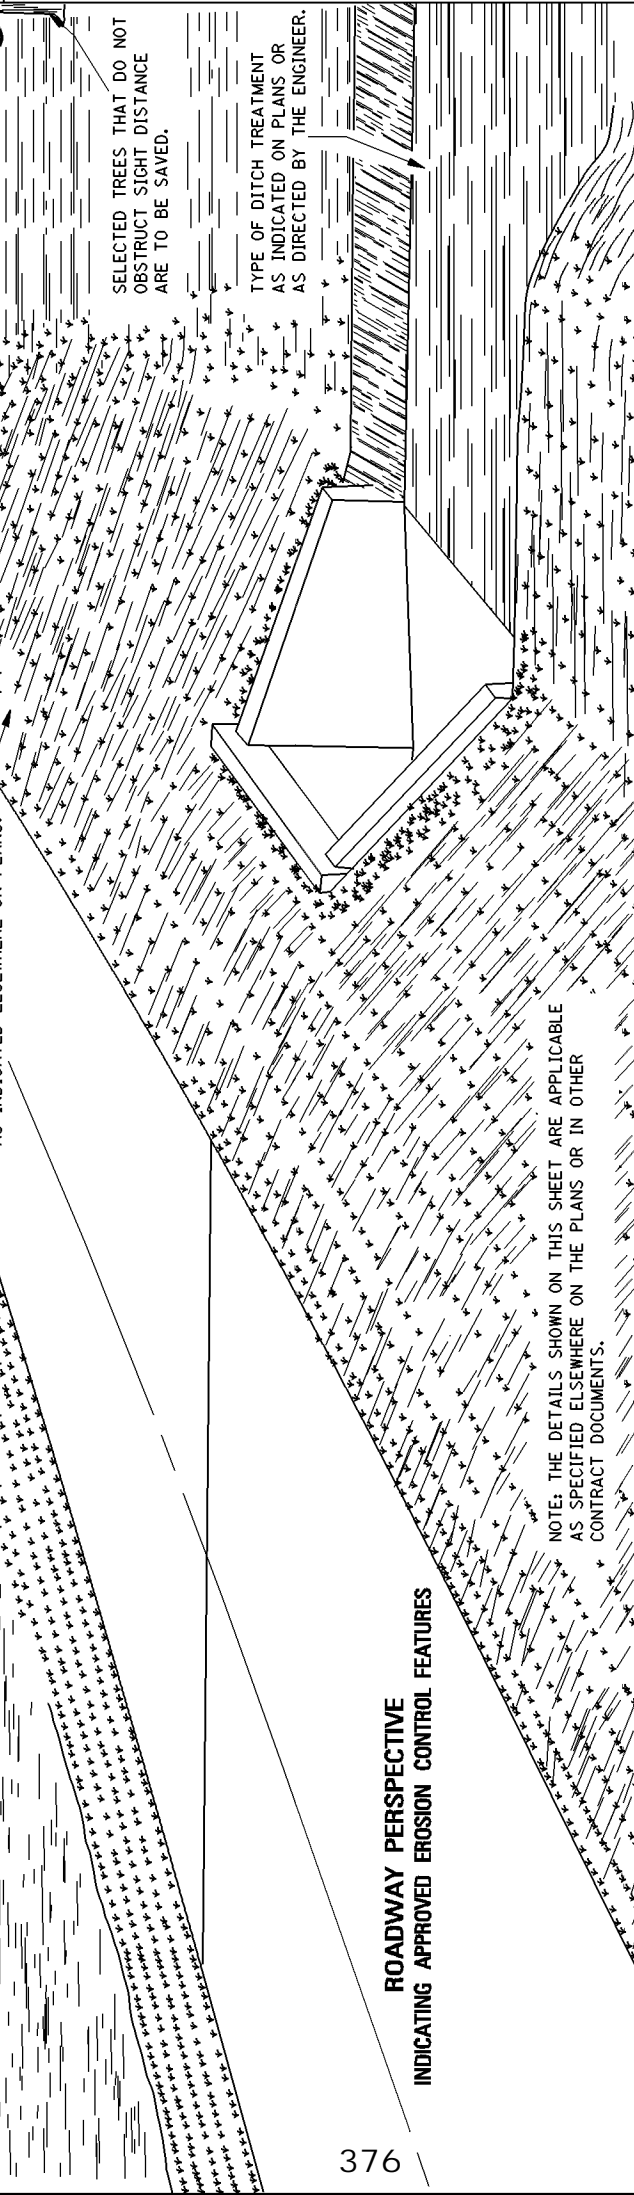 SELECTED TREES THAT DO NOT
OBSTRUCT SIGHT DISTANCE
ARE TO BE SAVED.
TYPE OF DITCH TREATMENT
AS INDICATED ON PLANS OR
AS DIRECTED BY THE ENGINEER.
NOTE: THE DETAILS SHOWN ON THIS SHEET ARE APPLICABLE
AS SPECIFIED ELSEWHERE ON THE PLANS OR IN OTHER
CONTRACT DOCUMENTS.
ROADWAY PERSPECTIVE
INDICATING APPROVED EROSION CONTROL FEATURES
376